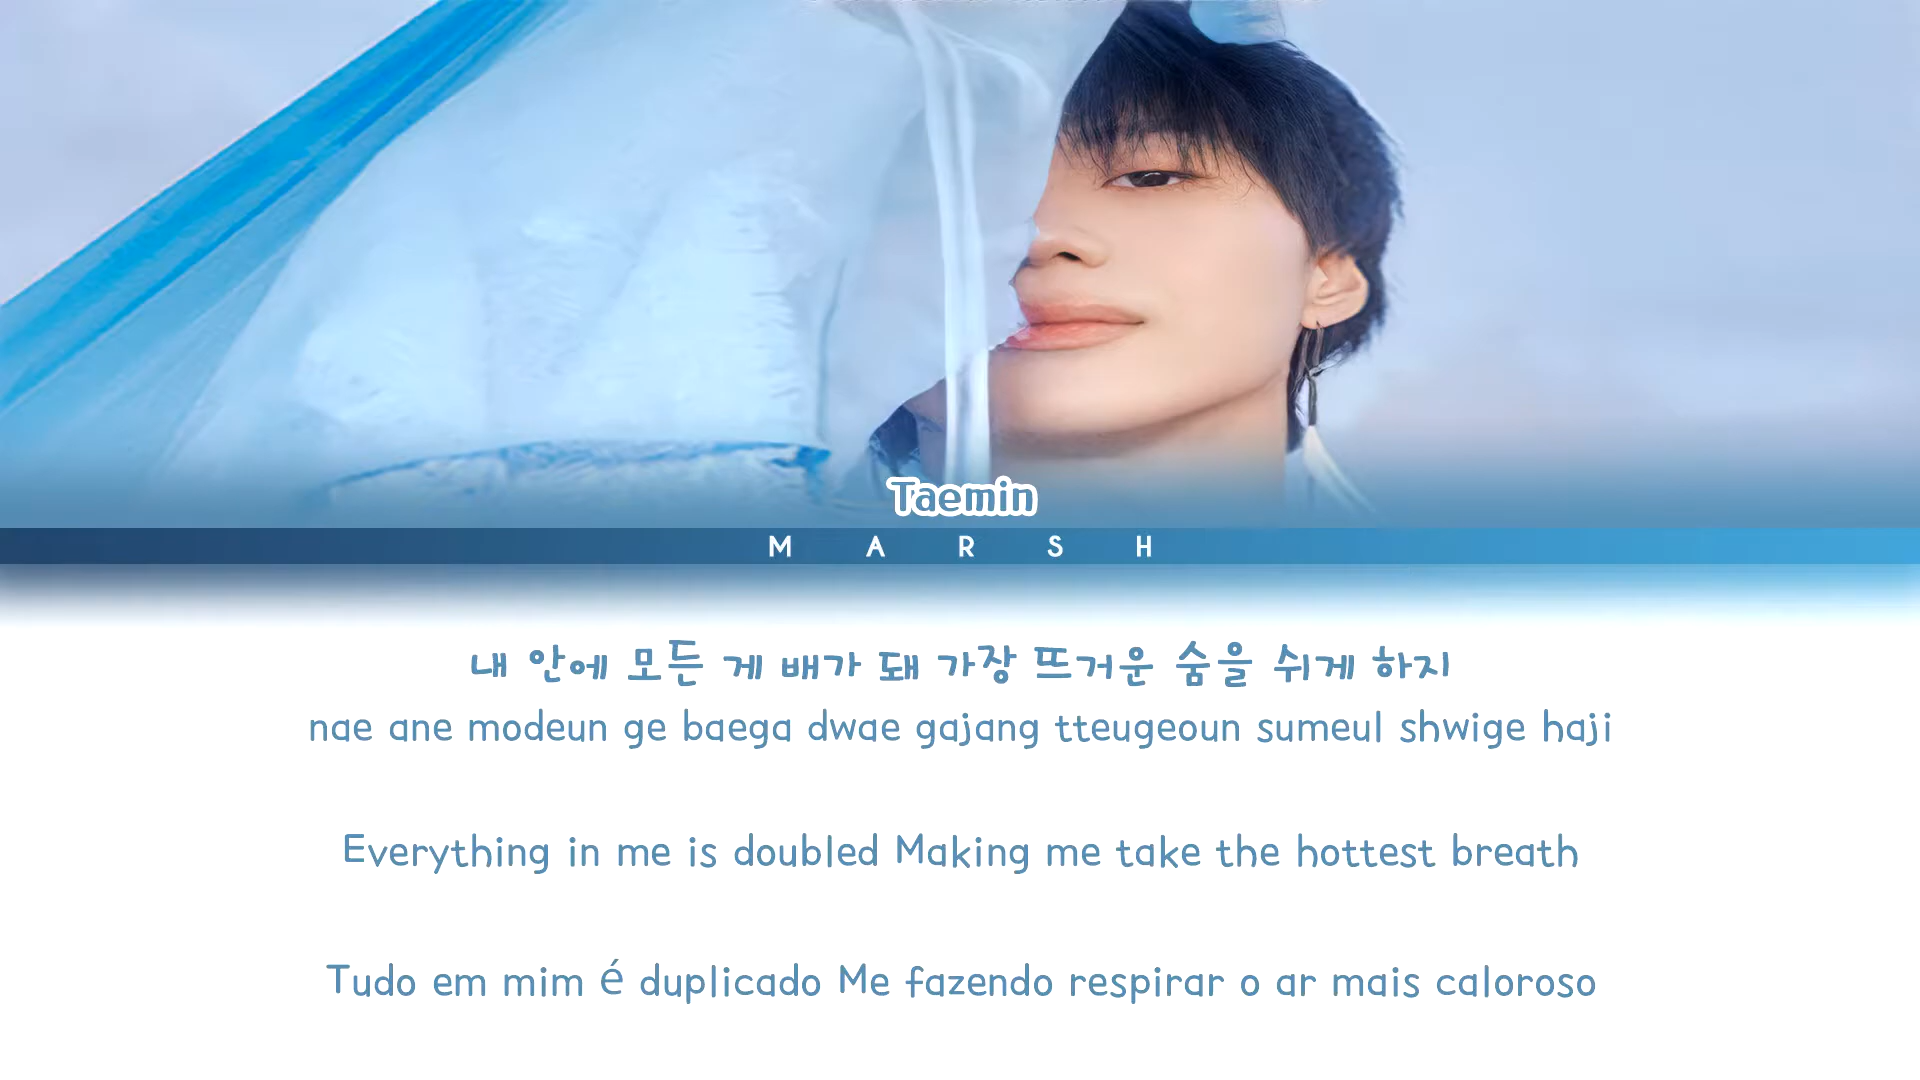 Taemin
MARSH
내 안에 모든 게 배가 돼 가장 뜨거운 숨을 쉬게 하지
nae ane modeun ge baega dwae gajang tteugeoun sumeul shwige haji
Everything in me is doubled Making me take the hottest breath
Tudo em mim é duplicado Me fazendo respirar o ar mais caloroso